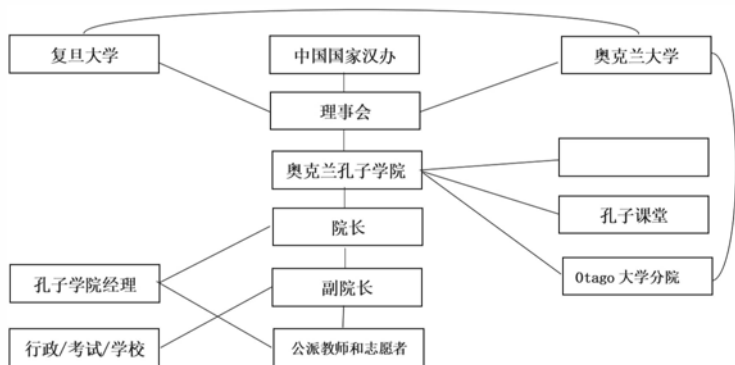 复旦大学
中国国家汉办
奥克兰大学
理事会
奥克兰孔子学院
孔子课堂
院长
Otago 大学分院
孔子学院经理
副院长
行政/考试/学校
公派教师和志愿者